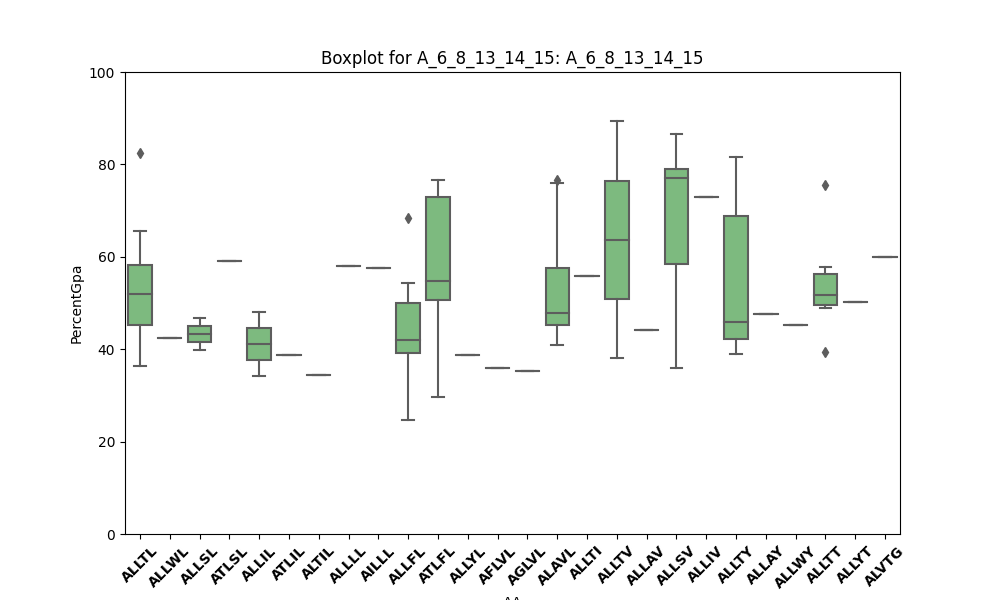 Boxplot for A_6_8_13_14_15: A_6_8_13_14_15
100
80
60
40
20
0
PercentGpa
ALLTL
ALLWL
ALLSL
ATLSL
ALLIL
ATLIL
ALTIL
ALLLL
AILLL
ALLFL
ATLFL
ALLYL
AFLVL
AGLVL
ALAVL
ALLTI
ALLTV
ALLAV
ALLSV
ALLIV
ALLTY
ALLAY
ALLWY
ALLTT
ALLYT
ALVTG